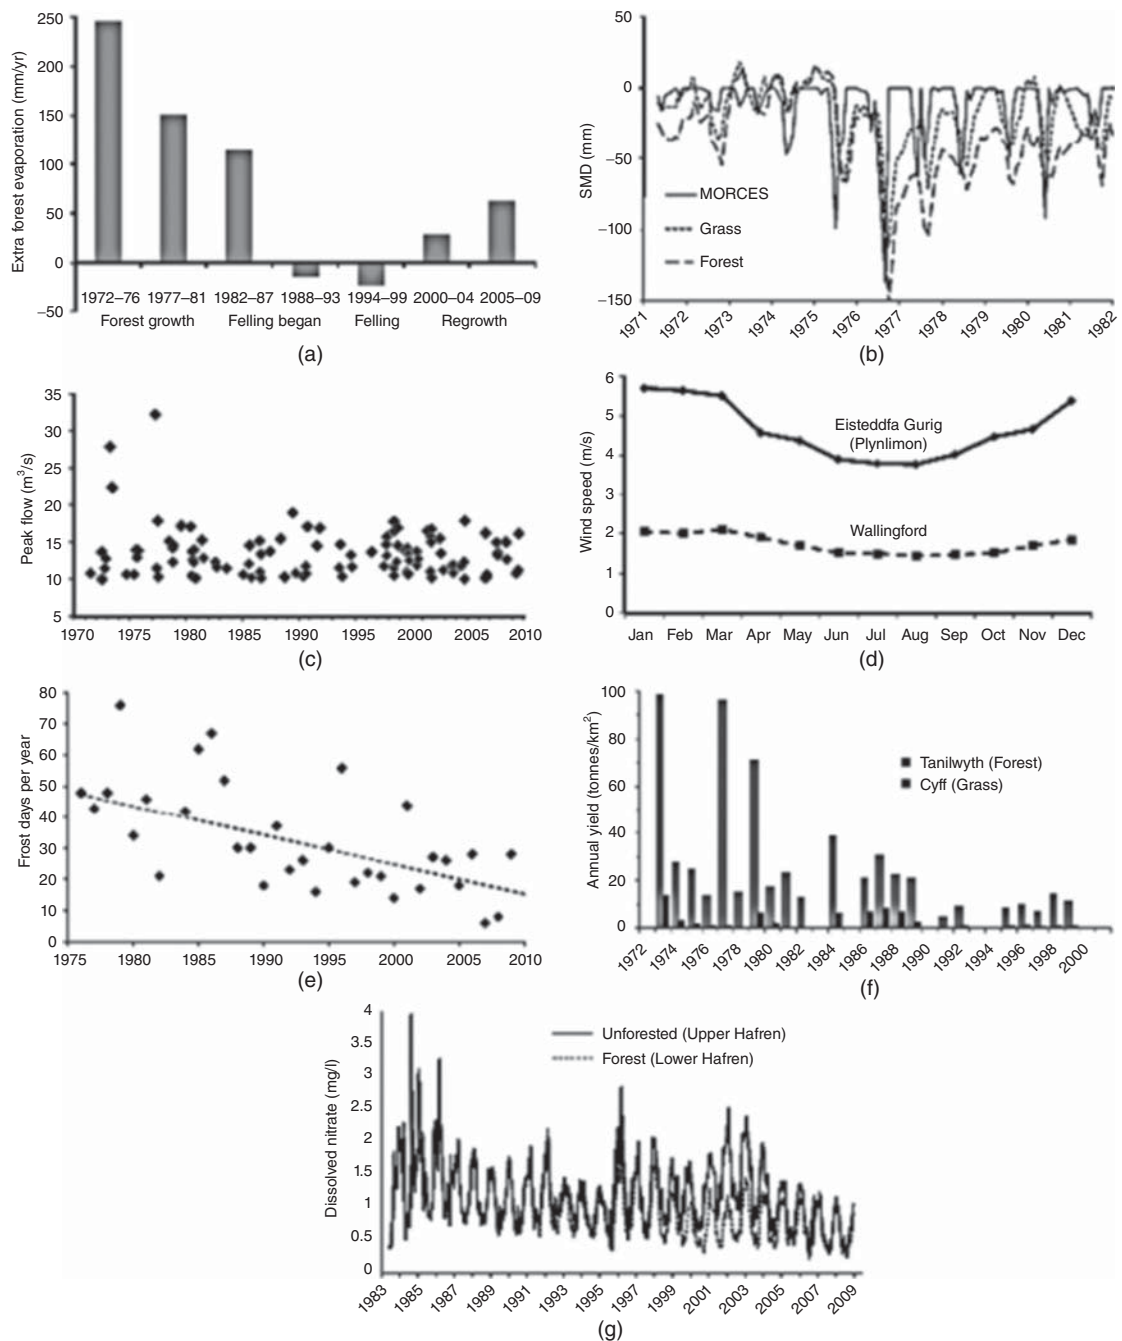 250
200
150
100
50
0
−50
Extra forest evaporation (mm/yr)
1972–76 1977–81 1982–87 1988–93 1994–99 2000–04 2005–09
Forest growth Felling began Felling Regrowth
(a)
50
0
−50
−100
−150
SMD (mm)
MORCES
Grass
Forest
1971 1972 1973 1974 1975 1976 1977 1978 1979 1980 1981 1982
(b)
35
30
25
20
15
10
5
Peak flow (m³/s)
1970 1975 1980 1985 1990 1995 2000 2005 2010
(c)
6
5
4
3
2
1
0
Wind speed (m/s)
Eisteddfa Gurig
(Plynlimon)
Wallingford
Jan Feb Mar Apr May Jun Jul Aug Sep Oct Nov Dec
(d)
80
70
60
50
40
30
20
10
0
Frost days per year
1975 1980 1985 1990 1995 2000 2005 2010
(e)
100
80
60
40
20
0
Annual yield (tonnes/km²)
Tanilwyth (Forest)
Cyff (Grass)
1972 1974 1976 1978 1980 1982 1984 1986 1988 1990 1992 1994 1996 1998 2000
(f)
4
3.5
3
2.5
2
1.5
1
0.5
0
Dissolved nitrate (mg/l)
Unforested (Upper Hafren)
Forest (Lower Hafren)
1983 1985 1987 1989 1991 1993 1995 1997 1999 2001 2003 2005 2007 2009
(g)